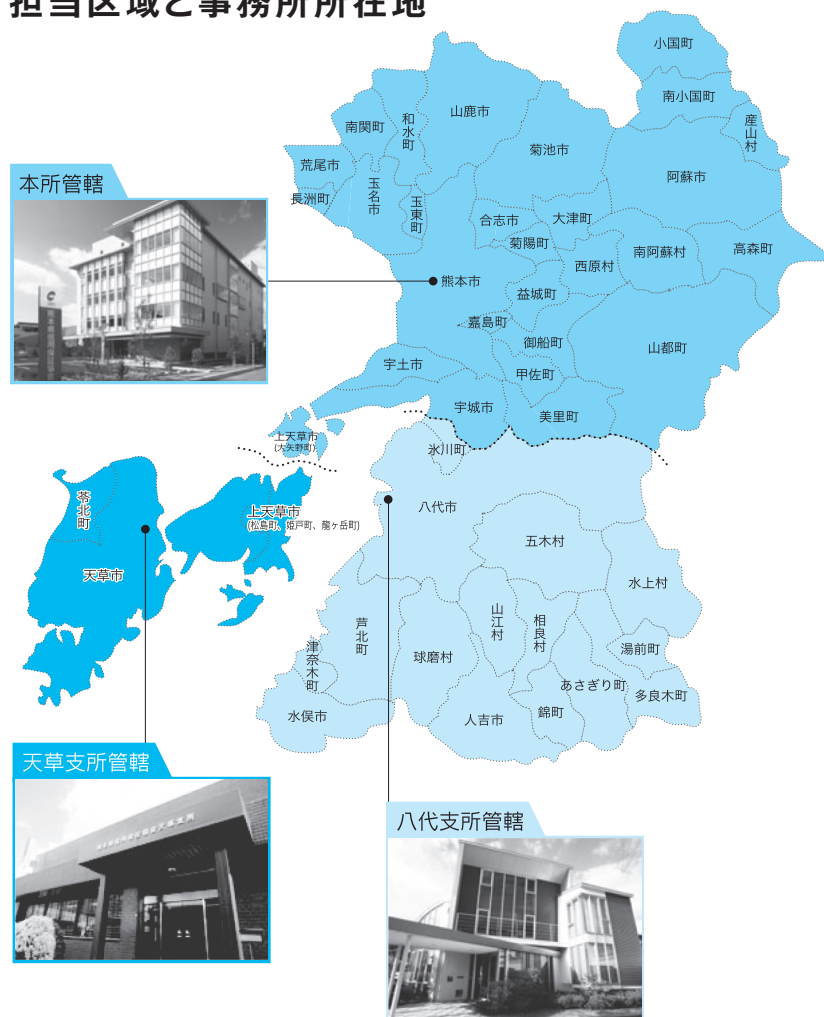 担当区域と事務所所在地
小国町
南小国町
産山村
山鹿市
和水町
南関町
菊池市
荒尾市
阿蘇市
長洲町
玉名市
玉東町
合志市
大津町
菊陽町
西原村
南阿蘇村
高森町
熊本市
益城町
嘉島町
御船町
山都町
宇土市
甲佐町
宇城市
美里町
上天草市
(大矢野町)
氷川町
八代市
苓北町
上天草市
(松島町、姫戸町、龍ヶ岳町)
天草市
五木村
水上村
山江村
相良村
芦北町
湯前町
津奈木町
球磨村
あさぎり町
多良木町
水俣市
人吉市
錦町
本所管轄
天草支所管轄
八代支所管轄